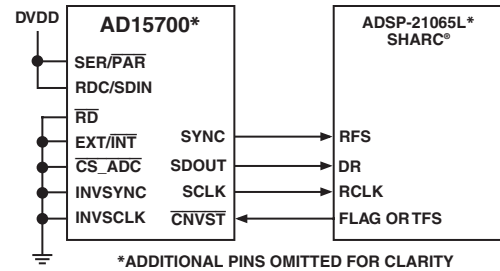 DVDD
AD15700*
SER/PAR
RDC/SDIN
RD
EXT/INT
CS_ADC
INVSYNC
INVSCLK
SYNC
SDOUT
SCLK
CNVST
ADSP-21065L*
SHARC®
RFS
DR
RCLK
FLAG OR TFS
*ADDITIONAL PINS OMITTED FOR CLARITY